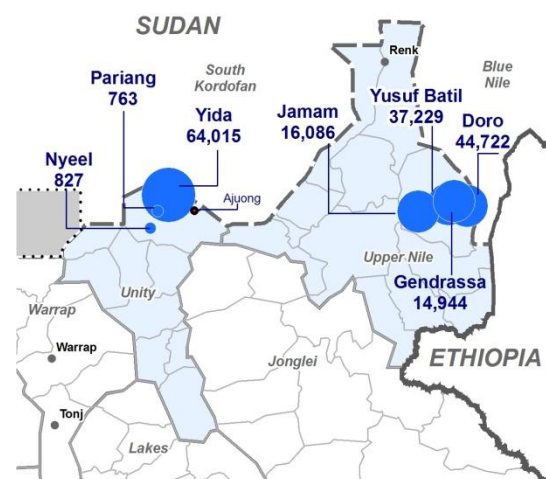 SUDAN
Renk
Blue
Nile
South
Kordofan
Pariang
763
Yida
64,015
Jamam
16,086
Yusuf Batil
37,229
Doro
44,722
Nyeel
827
Ajuong
Upper Nile
Gendrassa
14,944
Unity
Warrap
Warrap
Jonglei
ETHIOPIA
Tonj
Lakes